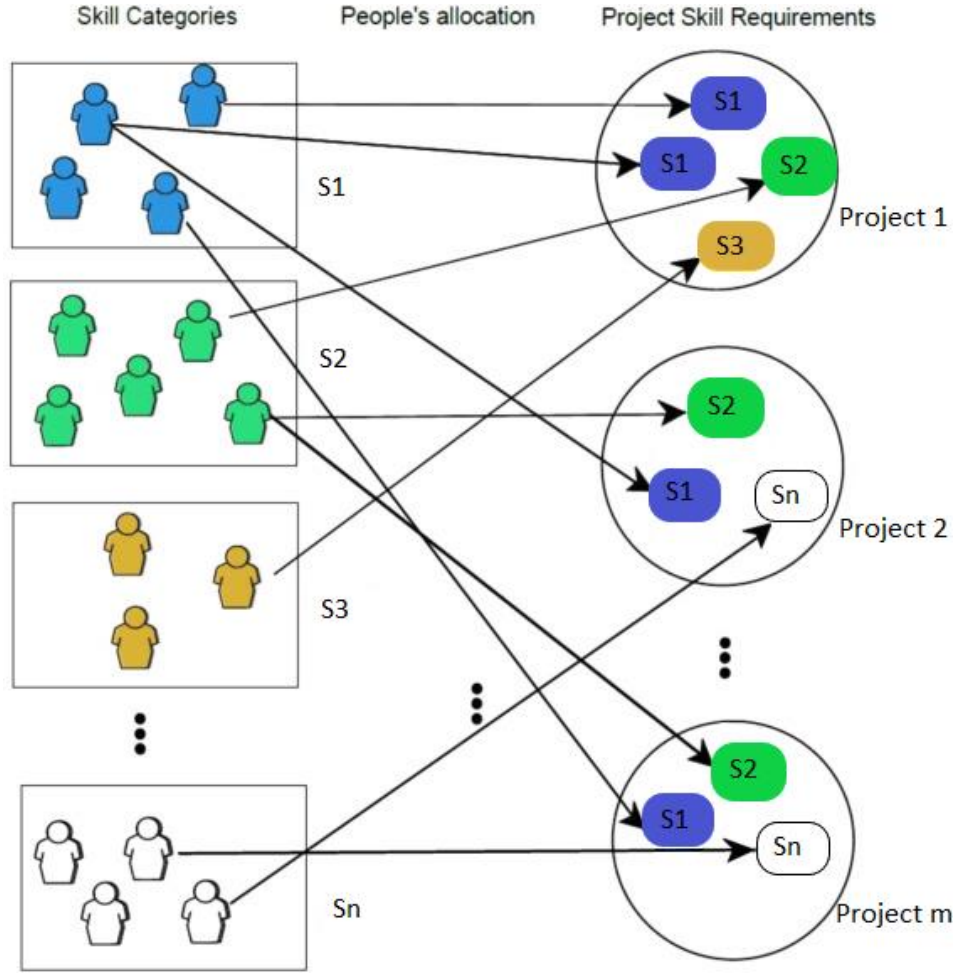 Skill Categories
People's allocation
Project Skill Requirements
S1
S1
S2
S3
Project 1
S1
S2
S2
S1
Sn
Project 2
S3
S2
S1
Sn
Project m
Sn